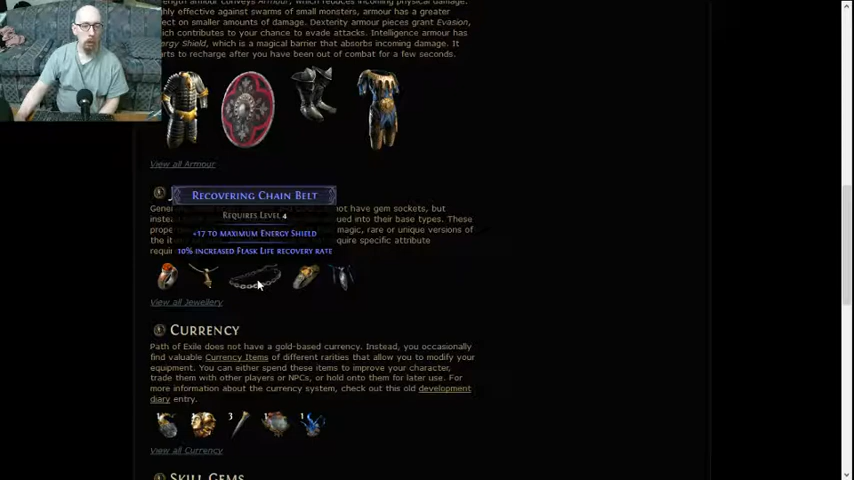 armour conveys Armour, which reduces incoming physical damage.
effective against swarms of small monsters, armour has a greater
effect on smaller amounts of damage. Dexterity armour pieces grant Evasion,
which contributes to your chance to evade attacks. Intelligence armour has
Energy Shield, which is a magical barrier that absorbs incoming damage. It
starts to recharge after you have been out of combat for a few seconds.
View all Armour
Recovering Chain Belt
Requires Level 4
+17 to maximum Energy Shield
10% increased Flask Life recovery rate
not have gem sockets, but
into their base types. These
magic, rare or unique versions of
specific attribute
View all Jewellery
Currency
Path of Exile does not have a gold-based currency. Instead, you occasionally
find valuable Currency Items of different rarities that allow you to modify your
equipment. You can either spend these items to improve your character,
trade them with other players or NPCs, or hold onto them for later use. For
more information about the currency system, check out this old development
diary entry.
3
1
View all Currency
Skill Gems